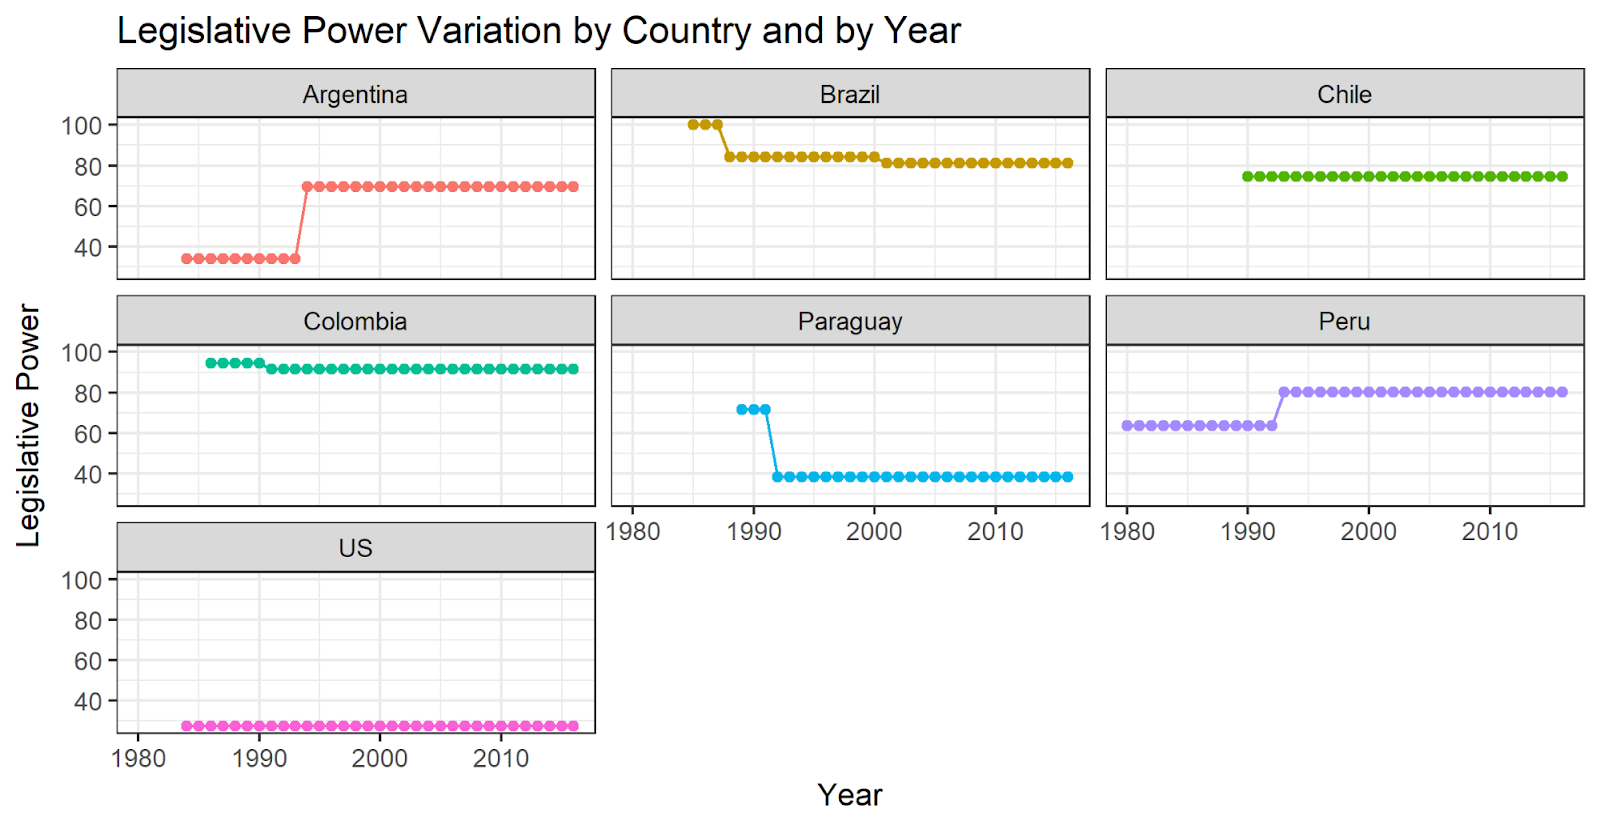 Legislative Power Variation by Country and by Year
Argentina
Brazil
Chile
100
80
60
40
Colombia
Paraguay
Peru
100
80
60
40
1980 1990 2000 2010
1980 1990 2000 2010
US
100
80
60
40
1980 1990 2000 2010
Legislative Power
Year